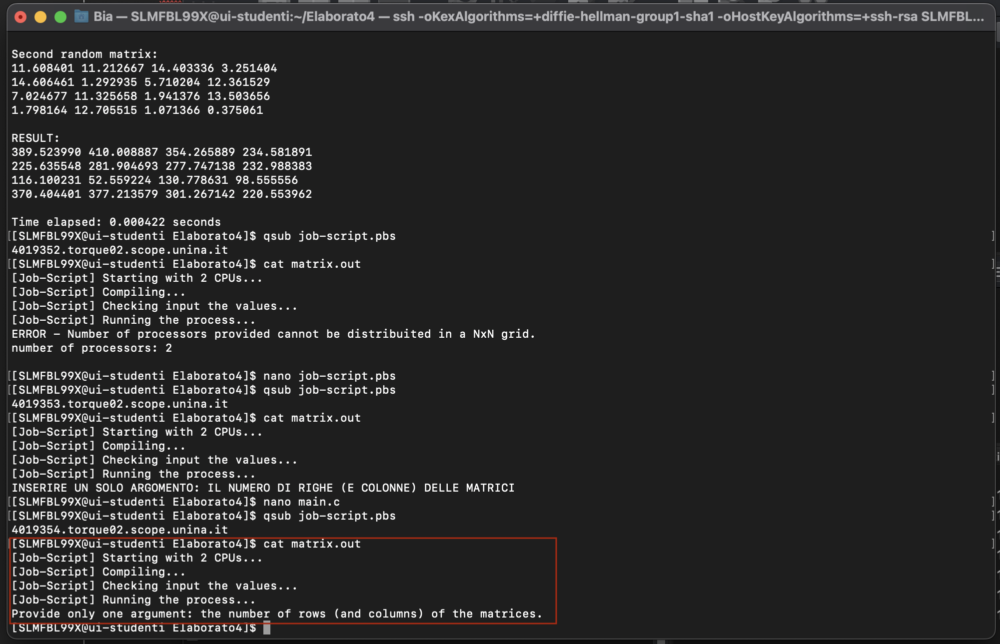 Bia — SLMFBL99X@ui-studenti:~/Elaborato4 — ssh -oKexAlgorithms=+diffie-hellman-group1-sha1 -oHostKeyAlgorithms=+ssh-rsa SLMFBL...
Second random matrix:
11.608401 11.212667 14.403336 3.251404
14.606461 1.292935 5.710204 12.361529
7.024677 11.325658 1.941376 13.503656
1.798164 12.705515 1.071366 0.375061
RESULT:
389.523990 410.008887 354.265889 234.581891
225.635548 281.904693 277.747138 232.988383
116.100231 52.559224 130.778631 98.555556
370.404401 377.213579 301.267142 220.553962
Time elapsed: 0.000422 seconds
[[SLMFBL99X@ui-studenti Elaborato4]$ qsub job-script.pbs ]
4019352.torque02.scope.unina.it
[[SLMFBL99X@ui-studenti Elaborato4]$ cat matrix.out ]
[Job-Script] Starting with 2 CPUs...
[Job-Script] Compiling...
[Job-Script] Checking input the values...
[Job-Script] Running the process...
ERROR - Number of processors provided cannot be distribuited in a NxN grid.
number of processors: 2
[[SLMFBL99X@ui-studenti Elaborato4]$ nano job-script.pbs ]
[[SLMFBL99X@ui-studenti Elaborato4]$ qsub job-script.pbs ]
4019353.torque02.scope.unina.it
[[SLMFBL99X@ui-studenti Elaborato4]$ cat matrix.out ]
[Job-Script] Starting with 2 CPUs...
[Job-Script] Compiling...
[Job-Script] Checking input the values...
[Job-Script] Running the process...
INSERIRE UN SOLO ARGOMENTO: IL NUMERO DI RIGHE (E COLONNE) DELLE MATRICI
[[SLMFBL99X@ui-studenti Elaborato4]$ nano main.c ]
[[SLMFBL99X@ui-studenti Elaborato4]$ qsub job-script.pbs ]
4019354.torque02.scope.unina.it
[[SLMFBL99X@ui-studenti Elaborato4]$ cat matrix.out ]
[Job-Script] Starting with 2 CPUs...
[Job-Script] Compiling...
[Job-Script] Checking input the values...
[Job-Script] Running the process...
Provide only one argument: the number of rows (and columns) of the matrices.
[SLMFBL99X@ui-studenti Elaborato4]$